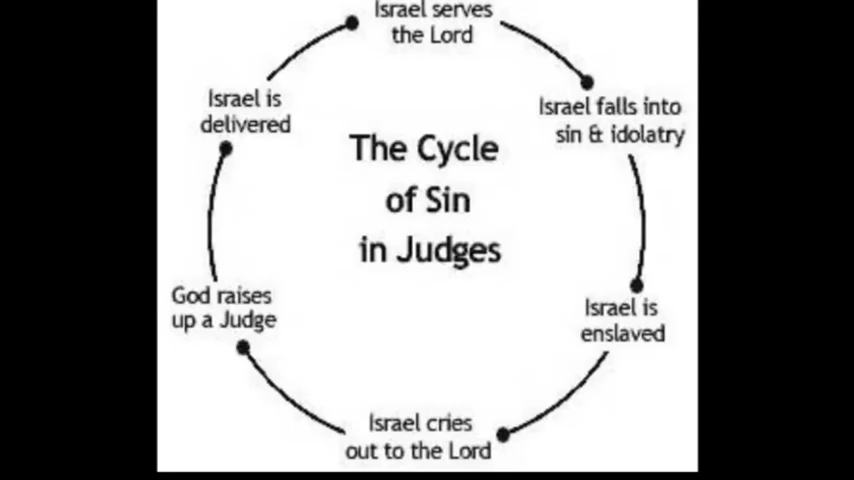 Israel serves
the Lord
Israel falls into
sin & idolatry
Israel is
enslaved
Israel cries
out to the Lord
God raises
up a Judge
Israel is
delivered
The Cycle
of Sin
in Judges